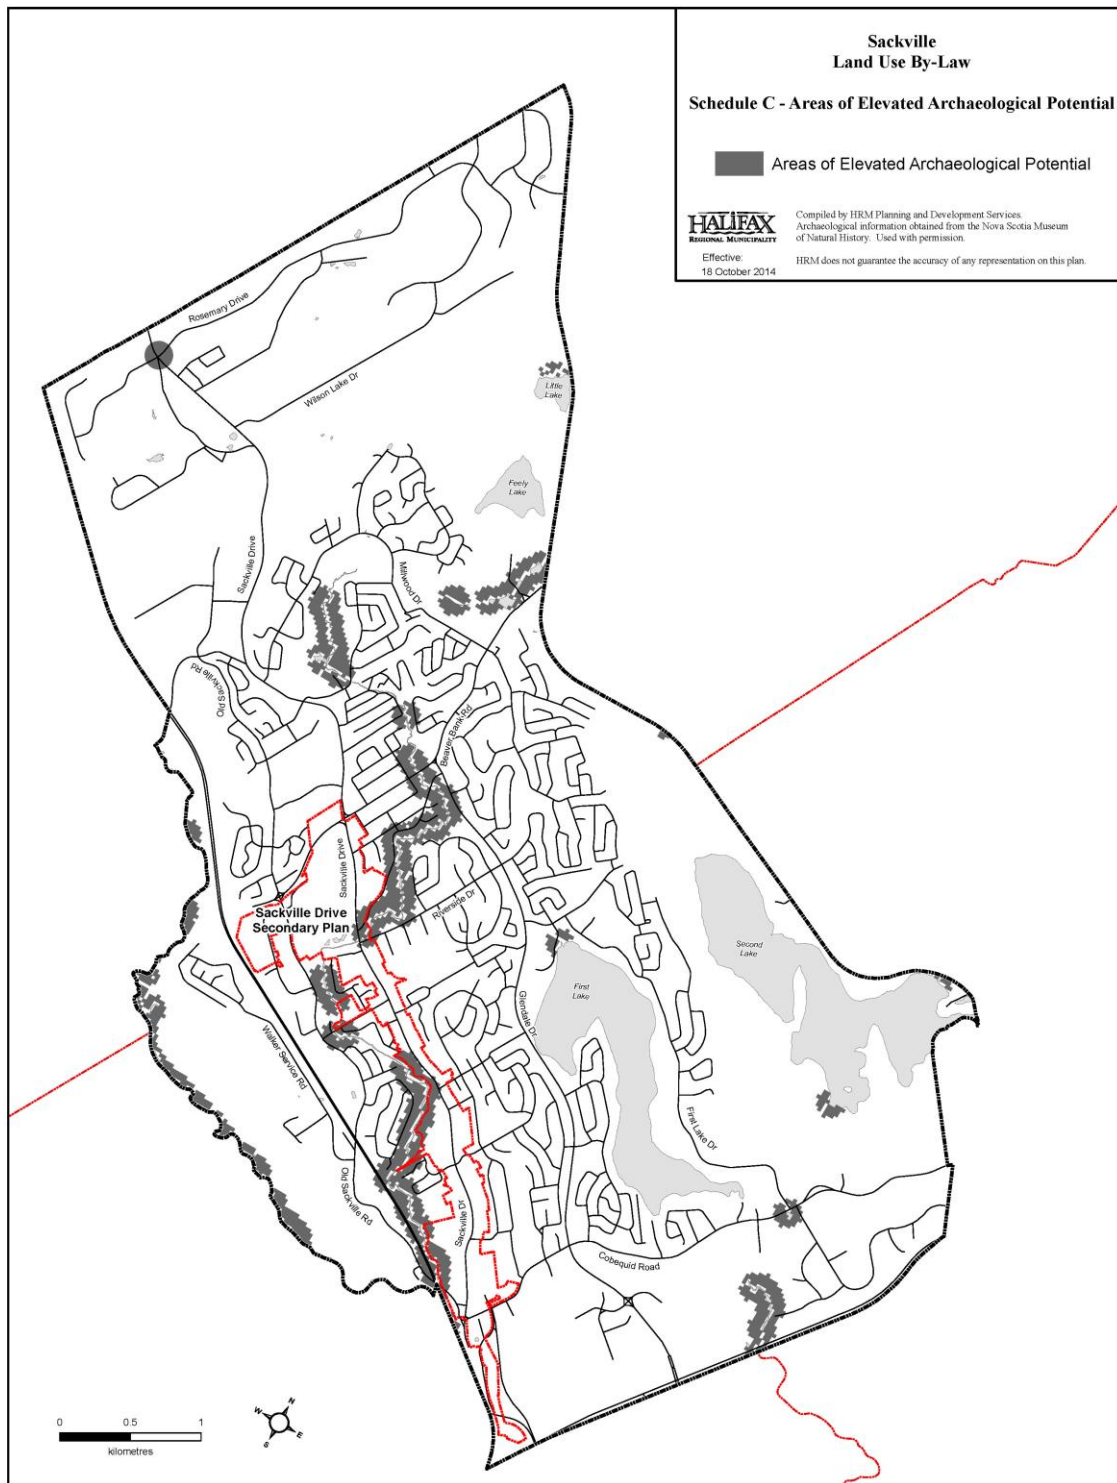 Sackville
Land Use By-Law
Schedule C - Areas of Elevated Archaeological Potential
Areas of Elevated Archaeological Potential
HALIFAX
REGIONAL MUNICIPALITY
Compiled by HRM Planning and Development Services.
Archaeological information obtained from the Nova Scotia Museum
of Natural History. Used with permission.
Effective:
18 October 2014
HRM does not guarantee the accuracy of any representation on this plan.
Rosemary Drive
Wilson Lake Dr
Little
Lake
Feely
Lake
Sackville Drive
Millwood Dr
Old Sackville Rd
Beaver Bank Rd
Sackville Drive
Sackville Drive
Secondary Plan
Riverside Dr
Second
Lake
First
Lake
Glendale Dr
Walker Service Rd
First Lake Dr
Old Sackville Rd
Sackville Dr
Cobequid Road
N
W
E
S
0 0.5 1
kilometres